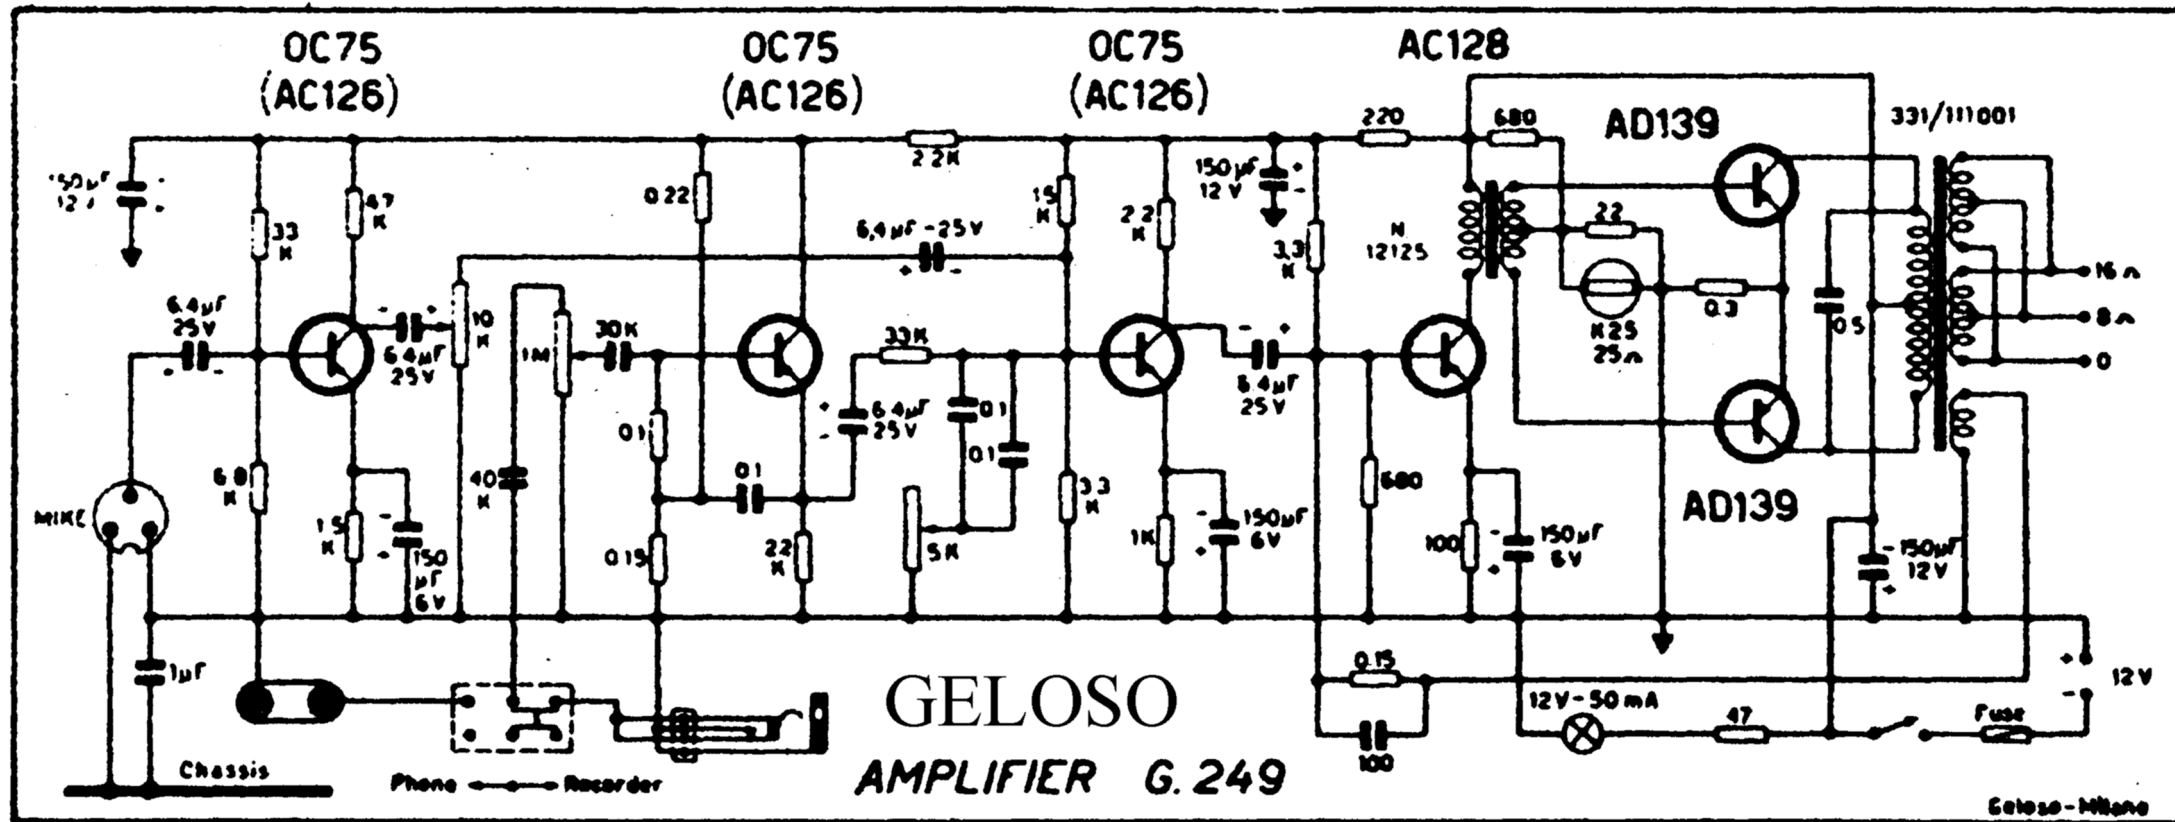 OC75
(AC126)
OC75
(AC126)
OC75
(AC126)
AC128
AD139
331/111001
150µF
12V
33
K
47
K
0.22
2.2K
15
K
2.2
K
150µF
12V
220
680
3,3
K
N
12125
22
K25
25Ω
0.3
0.5
16Ω
8Ω
0
6.4µF
25V
6.4µF
25V
10
K
6,4µF-25V
1M
30K
33K
6.4µF
25V
0.1
0.1
6.4µF
25V
MIKE
6.8
K
1.5
K
150
µF
6V
40
K
0.1
0.1
0.15
22
K
5K
3,3
K
1K
150µF
6V
680
100
150µF
6V
AD139
150µF
12V
1µF
Chassis
Phono
Recorder
GELOSO
AMPLIFIER G.249
0.15
100
12V-50mA
47
Fuse
12V
Geloso-Milano